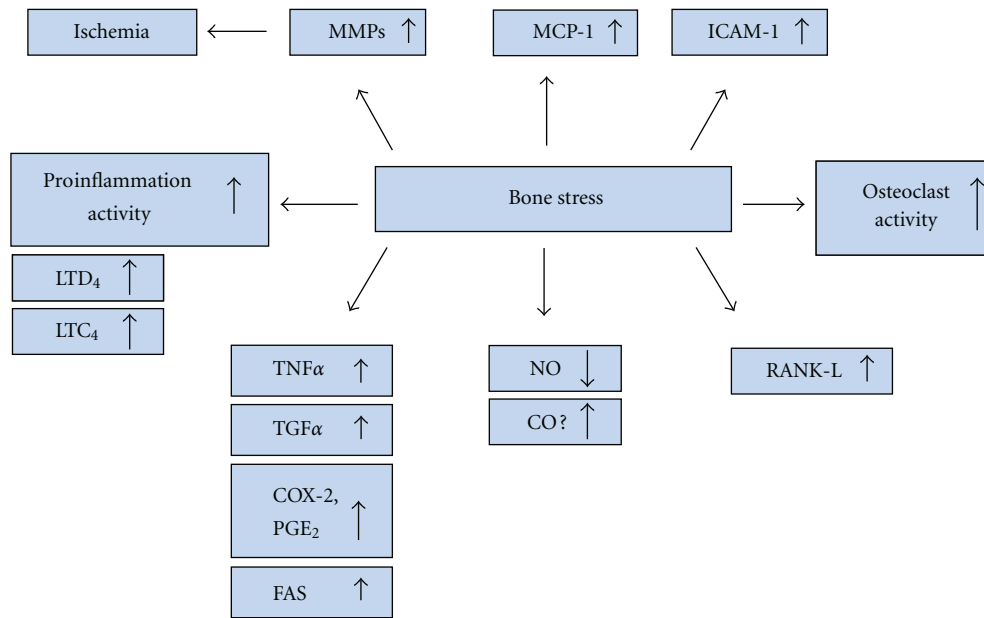 Ischemia
MMPs ↑
MCP-1 ↑
ICAM-1 ↑
Proinflammation
activity ↑
Bone stress
Osteoclast
activity ↑
LTD₄ ↑
LTC₄ ↑
TNFα ↑
TGFα ↑
COX-2,
PGE₂ ↑
FAS ↑
NO ↓
CO? ↑
RANK-L ↑